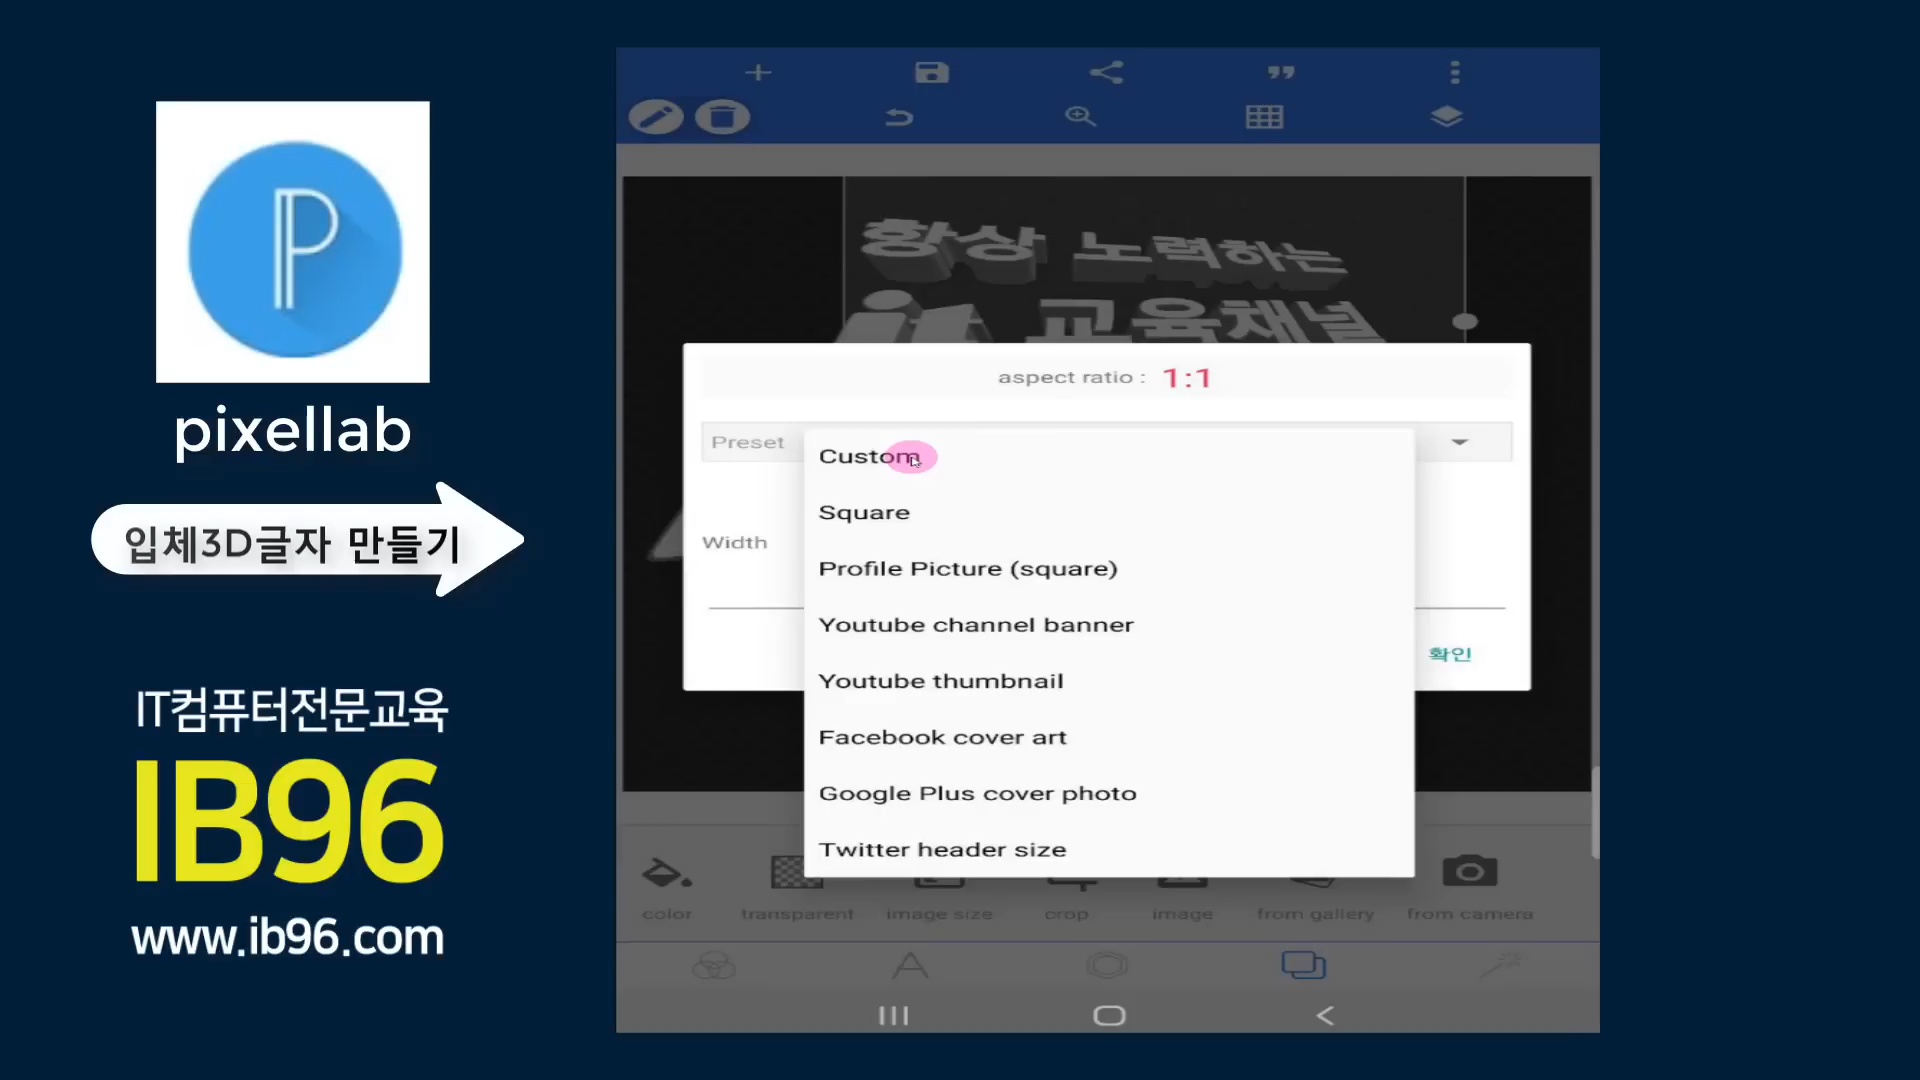 pixellab
입체3D글자 만들기
IT컴퓨터전문교육
IB96
www.ib96.com
항상 노력하는
it 교육채널
aspect ratio : 1:1
Preset
Custom
Square
Width
Profile Picture (square)
Youtube channel banner
확인
Youtube thumbnail
Facebook cover art
Google Plus cover photo
Twitter header size
color
transparent
image size
crop
image
from gallery
from camera